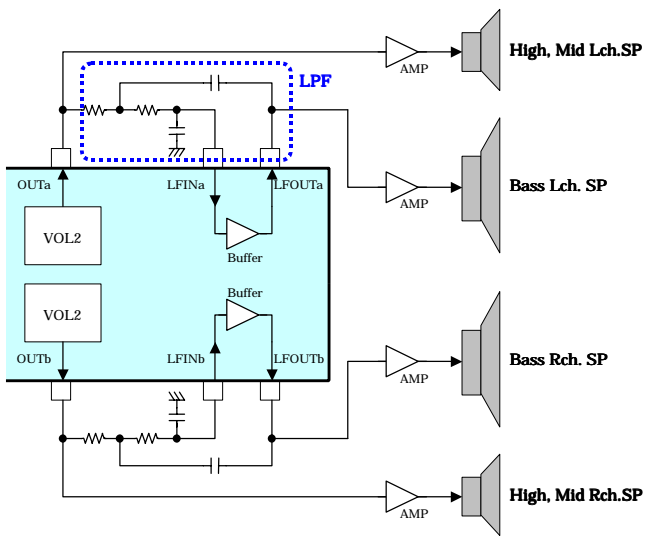 High, Mid Lch.SP
AMP
LPF
OUTa
LFINa
LFOUTa
Bass Lch. SP
AMP
VOL2
Buffer
VOL2
Buffer
OUTb
LFINb
LFOUTb
Bass Rch. SP
AMP
High, Mid Rch.SP
AMP